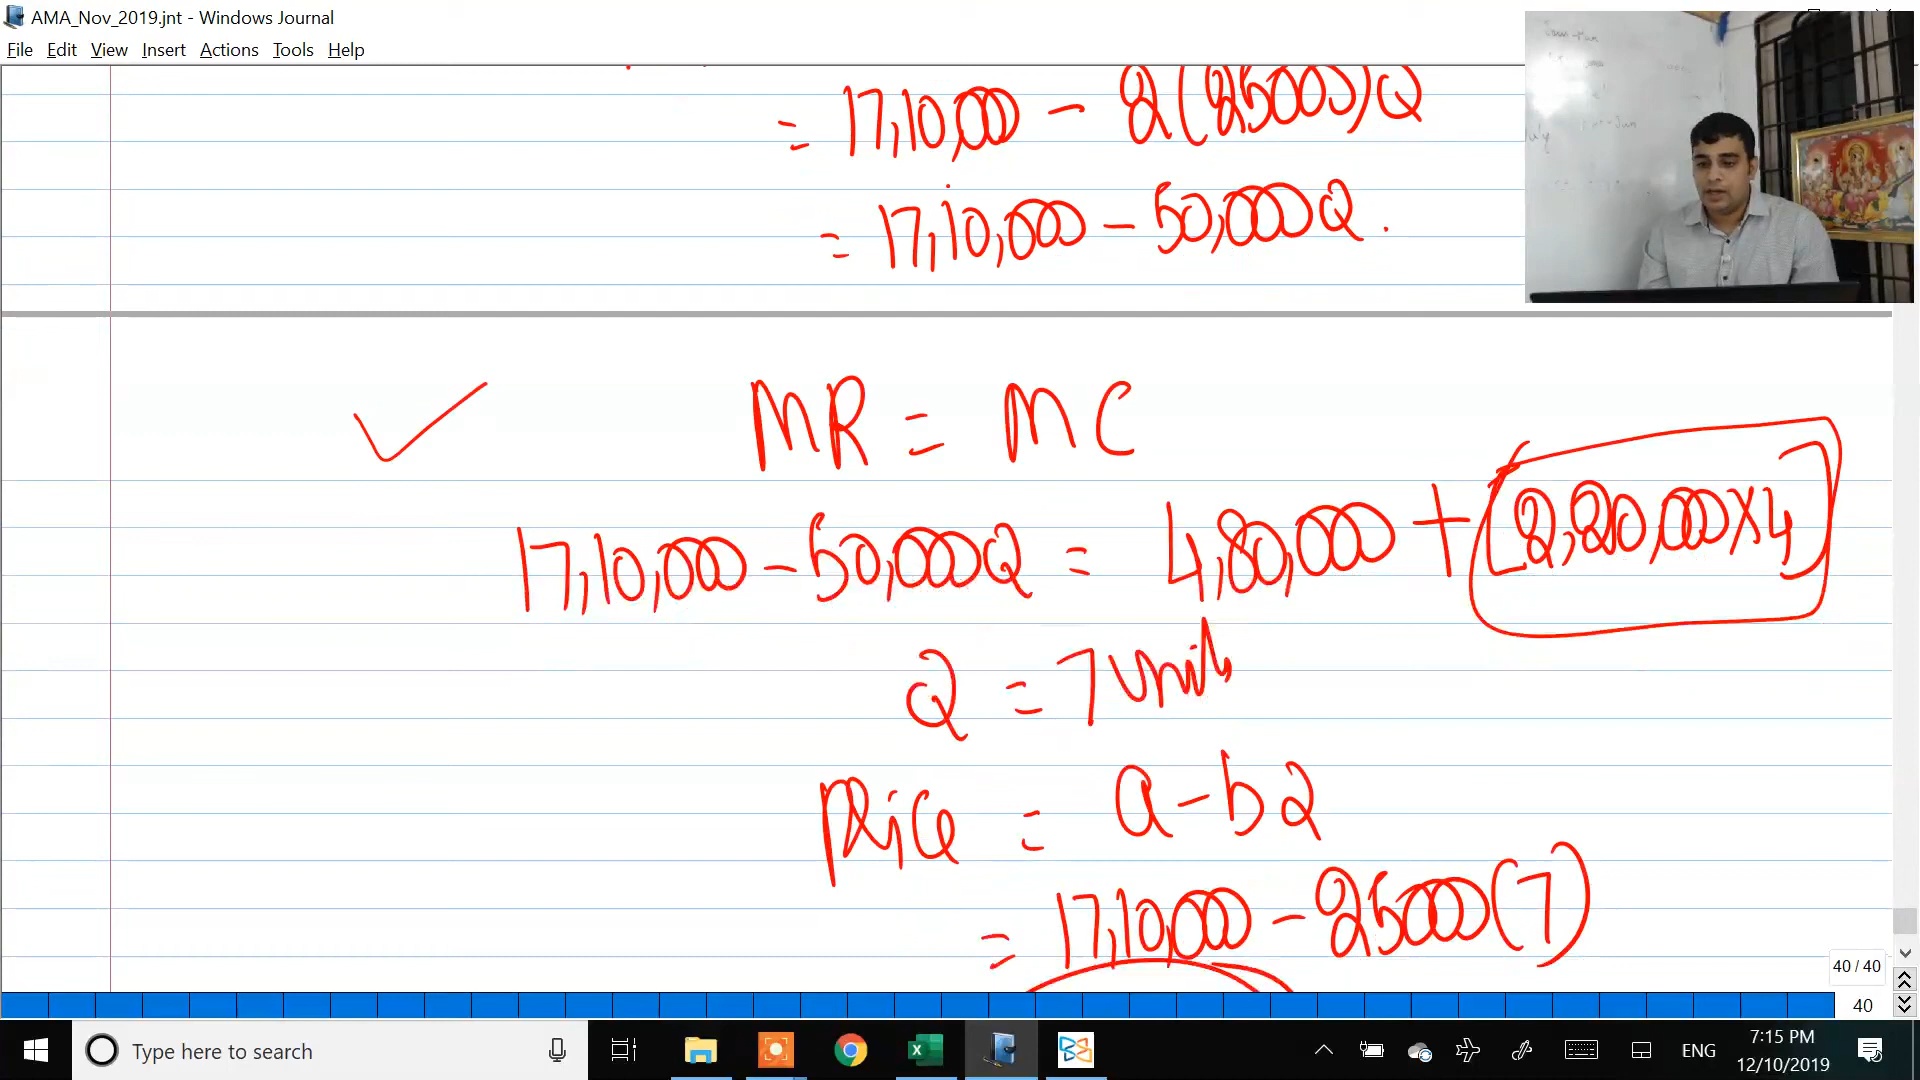 AMA_Nov_2019.jnt - Windows Journal
File Edit View Insert Actions Tools Help
= 17,10,000 - 2(25000)Q
= 17,10,000 - 50,000Q.
MR = MC
17,10,000 - 50,000Q = 4,80,000 + [2,20,000x4]
Q = 7 Units
Price = a - bQ
= 17,10,000 - 25000(7)
40 / 40
40
Type here to search
ENG
7:15 PM
12/10/2019